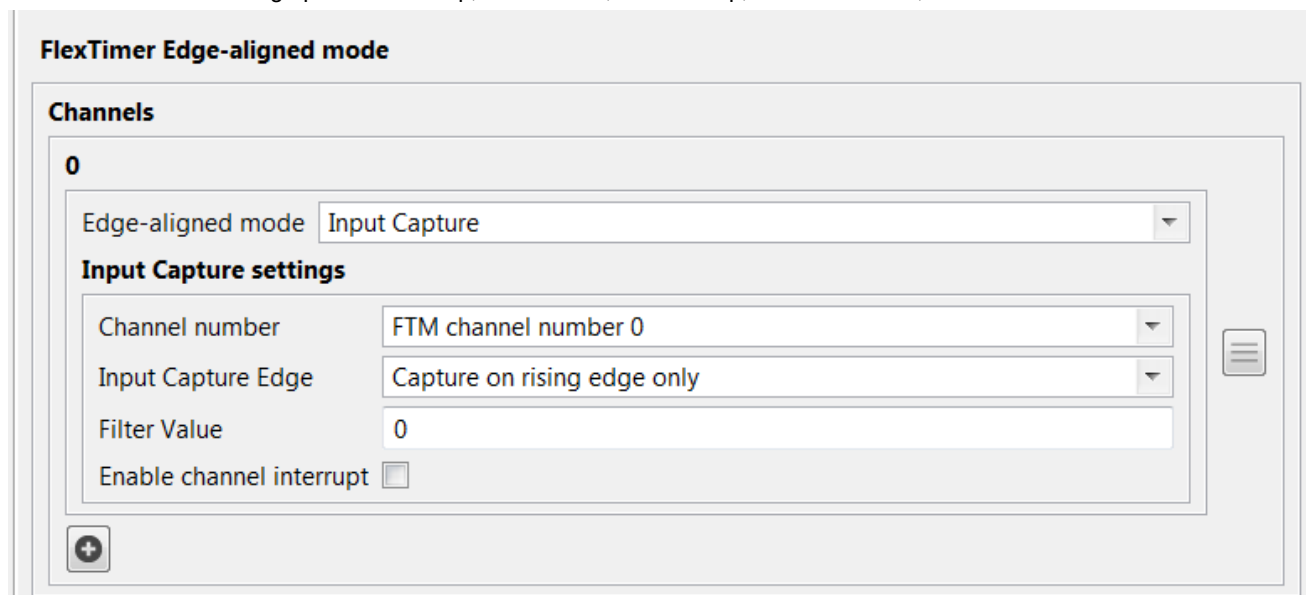 FlexTimer Edge-aligned mode
Channels
0
Edge-aligned mode Input Capture
Input Capture settings
Channel number FTM channel number 0
Input Capture Edge Capture on rising edge only
Filter Value 0
Enable channel interrupt